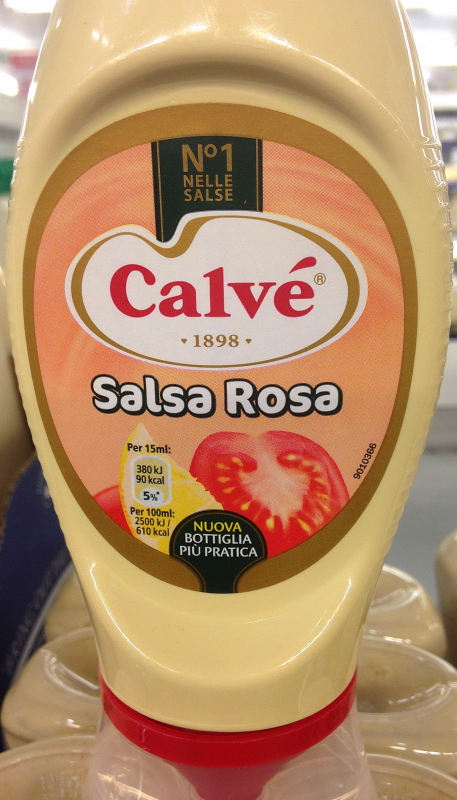 Nº1
NELLE
SALSE
Calvé®
1898
Salsa Rosa
Per 15ml:
380 kJ
90 kcal
5%*
Per 100ml:
2500 kJ /
610 kcal
9010366
NUOVA
BOTTIGLIA
PIÙ PRATICA